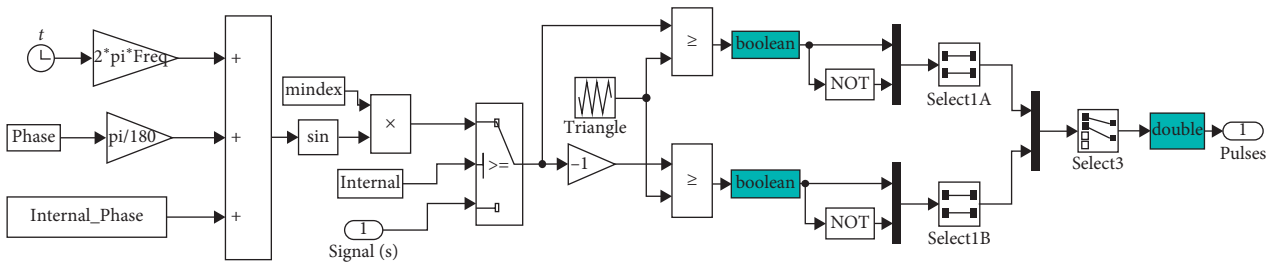 t
2*pi*Freq
+
Phase
pi/180
+
Internal_Phase
+
sin
mindex
×
Internal
>=
1
Signal (s)
Triangle
–1
≥
boolean
NOT
Select1A
≥
boolean
NOT
Select1B
Select3
double
1
Pulses